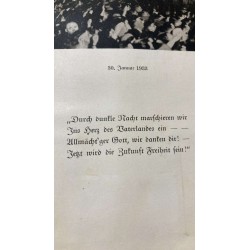 30. Januar 1933
„Durch dunkle Nacht marschieren wir
Ins Herz des Vaterlandes ein — —
Allmächt'ger Gott, wir danken dir! —
Jetzt wird die Zukunft Freiheit sein!"